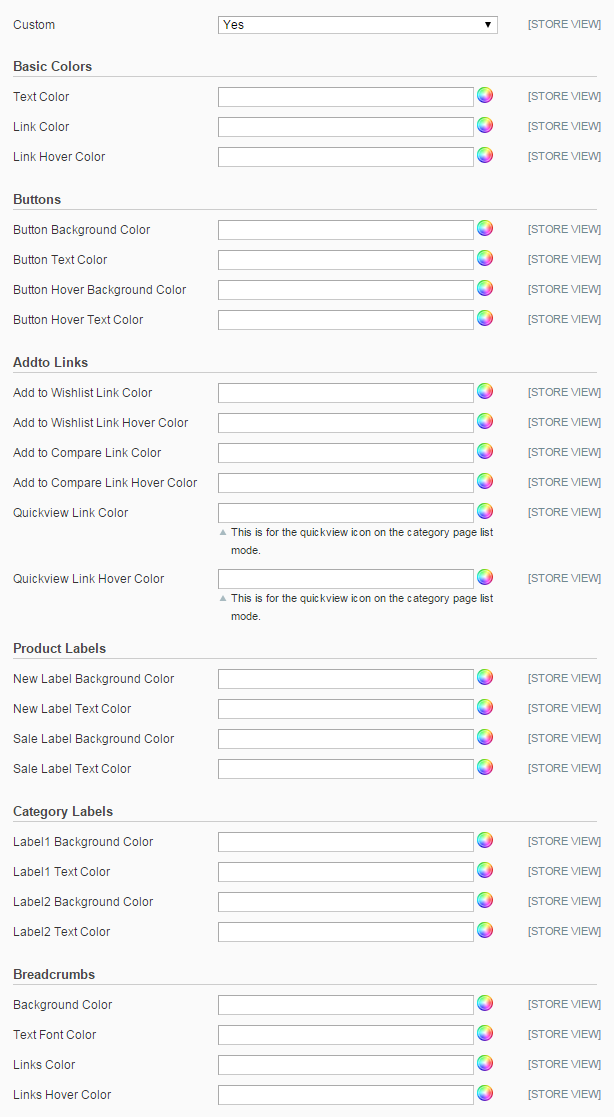 Custom Yes [STORE VIEW]
Basic Colors
Text Color [STORE VIEW]
Link Color [STORE VIEW]
Link Hover Color [STORE VIEW]
Buttons
Button Background Color [STORE VIEW]
Button Text Color [STORE VIEW]
Button Hover Background Color [STORE VIEW]
Button Hover Text Color [STORE VIEW]
Addto Links
Add to Wishlist Link Color [STORE VIEW]
Add to Wishlist Link Hover Color [STORE VIEW]
Add to Compare Link Color [STORE VIEW]
Add to Compare Link Hover Color [STORE VIEW]
Quickview Link Color [STORE VIEW]
This is for the quickview icon on the category page list
mode.
Quickview Link Hover Color [STORE VIEW]
This is for the quickview icon on the category page list
mode.
Product Labels
New Label Background Color [STORE VIEW]
New Label Text Color [STORE VIEW]
Sale Label Background Color [STORE VIEW]
Sale Label Text Color [STORE VIEW]
Category Labels
Label1 Background Color [STORE VIEW]
Label1 Text Color [STORE VIEW]
Label2 Background Color [STORE VIEW]
Label2 Text Color [STORE VIEW]
Breadcrumbs
Background Color [STORE VIEW]
Text Font Color [STORE VIEW]
Links Color [STORE VIEW]
Links Hover Color [STORE VIEW]